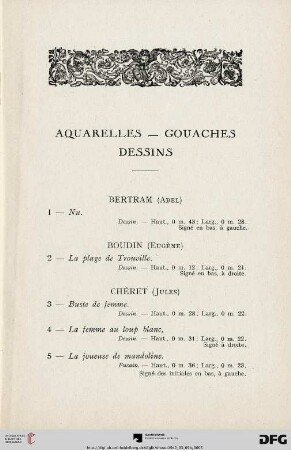 AQUARELLES — GOUACHES
DESSINS
BERTRAM (ABEL)
1 — Nu.
Dessin. — Haut., 0 m. 43; Larg., 0 m. 28.
Signé en bas, à gauche.
BOUDIN (EUGÈNE)
2 — La plage de Trouville.
Dessin. — Haut., 0 m. 12; Larg., 0 m. 21.
Signé en bas, à droite.
CHÉRET (JULES)
3 — Buste de femme.
Dessin. — Haut., 0 m. 28; Larg., 0 m. 22.
4 — La femme au loup blanc,
Dessin. — Haut., 0 m. 31; Larg., 0 m. 22.
Signé à droite.
5 — La joueuse de mandoline.
Fusain. — Haut., 0 m. 36; Larg., 0 m. 23.
Signé des initiales en bas, à gauche.
DFG